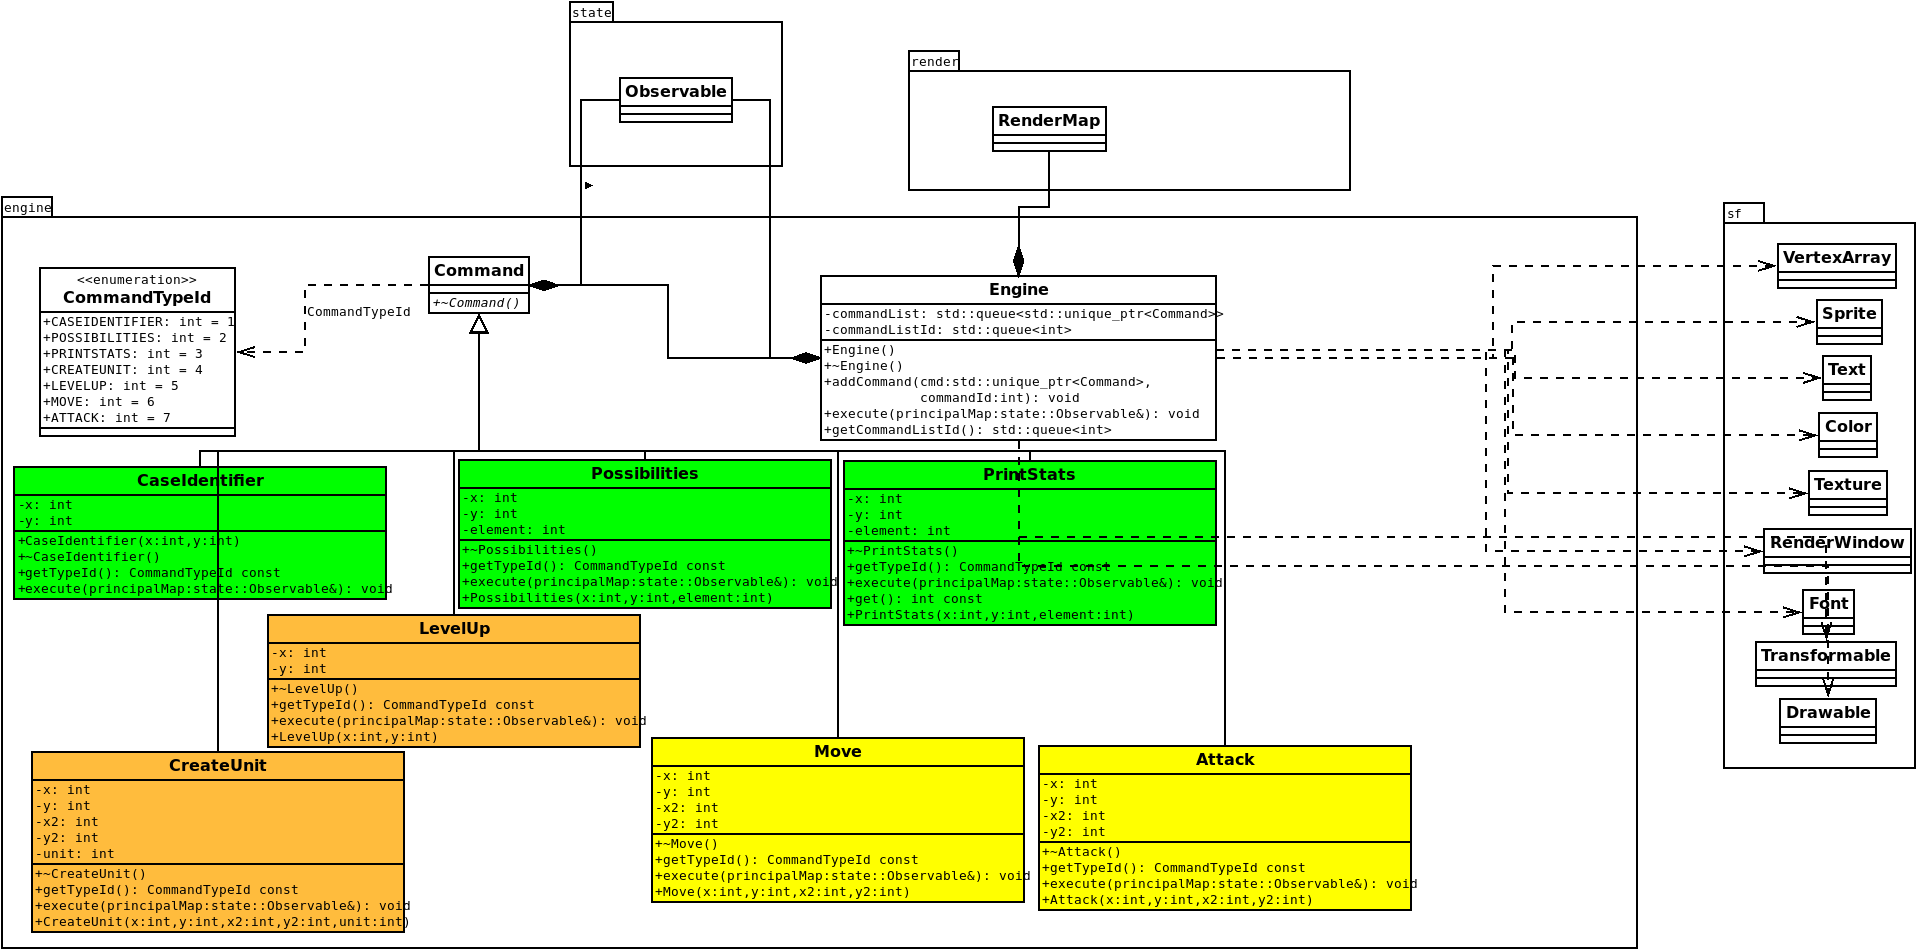 state
Observable
render
RenderMap
engine
<<enumeration>>
CommandTypeId
+CASEIDENTIFIER: int = 1
+POSSIBILITIES: int = 2
+PRINTSTATS: int = 3
+CREATEUNIT: int = 4
+LEVELUP: int = 5
+MOVE: int = 6
+ATTACK: int = 7
CommandTypeId
Command
+~Command()
Engine
-commandList: std::queue<std::unique_ptr<Command>>
-commandListId: std::queue<int>
+Engine()
+~Engine()
+addCommand(cmd:std::unique_ptr<Command>,
commandId:int): void
+execute(principalMap:state::Observable&): void
+getCommandListId(): std::queue<int>
sf
VertexArray
Sprite
Text
Color
Texture
RenderWindow
Font
Transformable
Drawable
CaseIdentifier
-x: int
-y: int
+CaseIdentifier(x:int,y:int)
+~CaseIdentifier()
+getTypeId(): CommandTypeId const
+execute(principalMap:state::Observable&): void
Possibilities
-x: int
-y: int
-element: int
+~Possibilities()
+getTypeId(): CommandTypeId const
+execute(principalMap:state::Observable&): void
+Possibilities(x:int,y:int,element:int)
PrintStats
-x: int
-y: int
-element: int
+~PrintStats()
+getTypeId(): CommandTypeId const
+execute(principalMap:state::Observable&): void
+get(): int const
+PrintStats(x:int,y:int,element:int)
LevelUp
-x: int
-y: int
+~LevelUp()
+getTypeId(): CommandTypeId const
+execute(principalMap:state::Observable&): void
+LevelUp(x:int,y:int)
CreateUnit
-x: int
-y: int
-x2: int
-y2: int
-unit: int
+~CreateUnit()
+getTypeId(): CommandTypeId const
+execute(principalMap:state::Observable&): void
+CreateUnit(x:int,y:int,x2:int,y2:int,unit:int)
Move
-x: int
-y: int
-x2: int
-y2: int
+~Move()
+getTypeId(): CommandTypeId const
+execute(principalMap:state::Observable&): void
+Move(x:int,y:int,x2:int,y2:int)
Attack
-x: int
-y: int
-x2: int
-y2: int
+~Attack()
+getTypeId(): CommandTypeId const
+execute(principalMap:state::Observable&): void
+Attack(x:int,y:int,x2:int,y2:int)